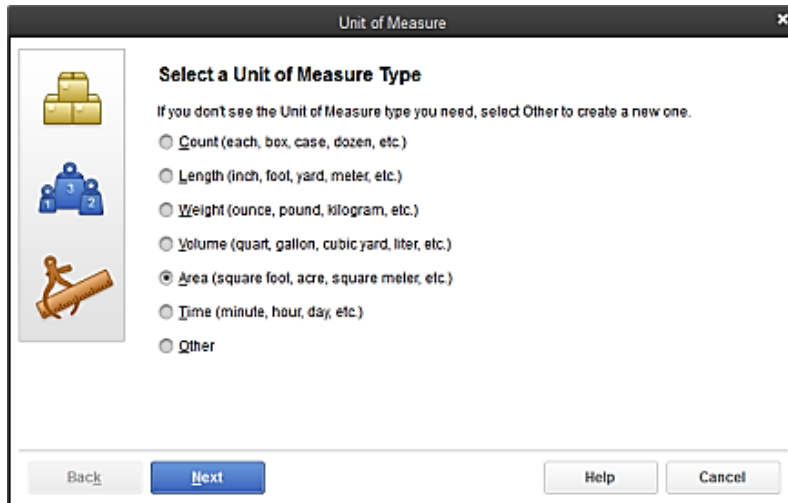 Unit of Measure
Select a Unit of Measure Type
If you don't see the Unit of Measure type you need, select Other to create a new one.
Count (each, box, case, dozen, etc.)
Length (inch, foot, yard, meter, etc.)
3
1
2
Weight (ounce, pound, kilogram, etc.)
Volume (quart, gallon, cubic yard, liter, etc.)
Area (square foot, acre, square meter, etc.)
Time (minute, hour, day, etc.)
Other
Back
Next
Help
Cancel